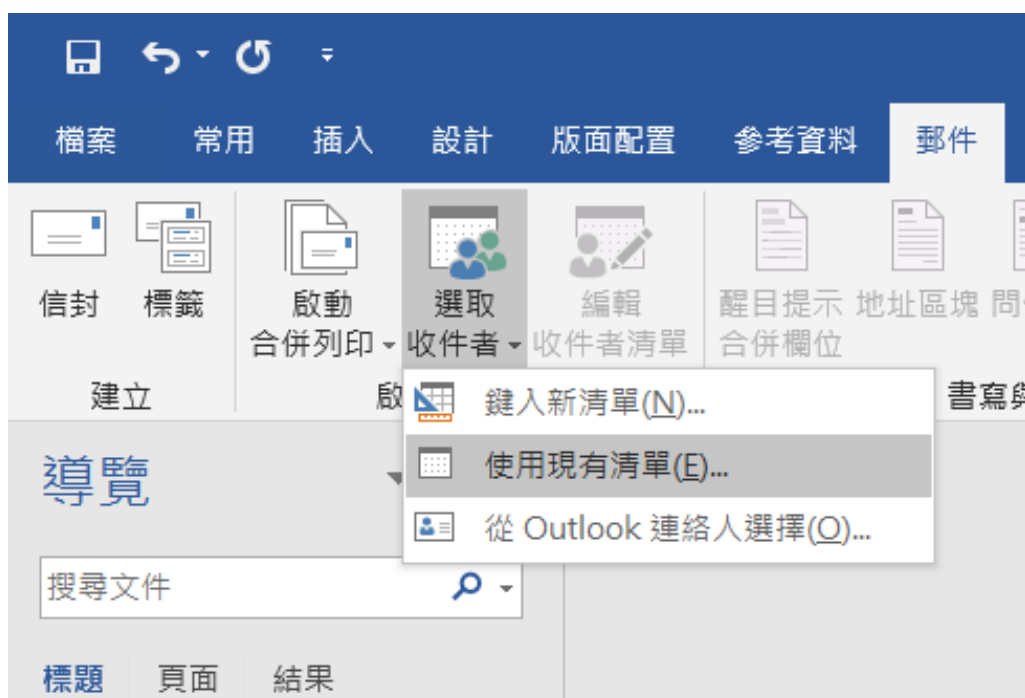 檔案 常用 插入 設計 版面配置 參考資料 郵件
信封 標籤 啟動 選取 編輯 醒目提示 地址區塊 問
合併列印 收件者 收件者清單 合併欄位
建立 啟 書寫與
鍵入新清單(N)...
使用現有清單(E)...
從 Outlook 連絡人選擇(O)...
導覽
搜尋文件
標題 頁面 結果